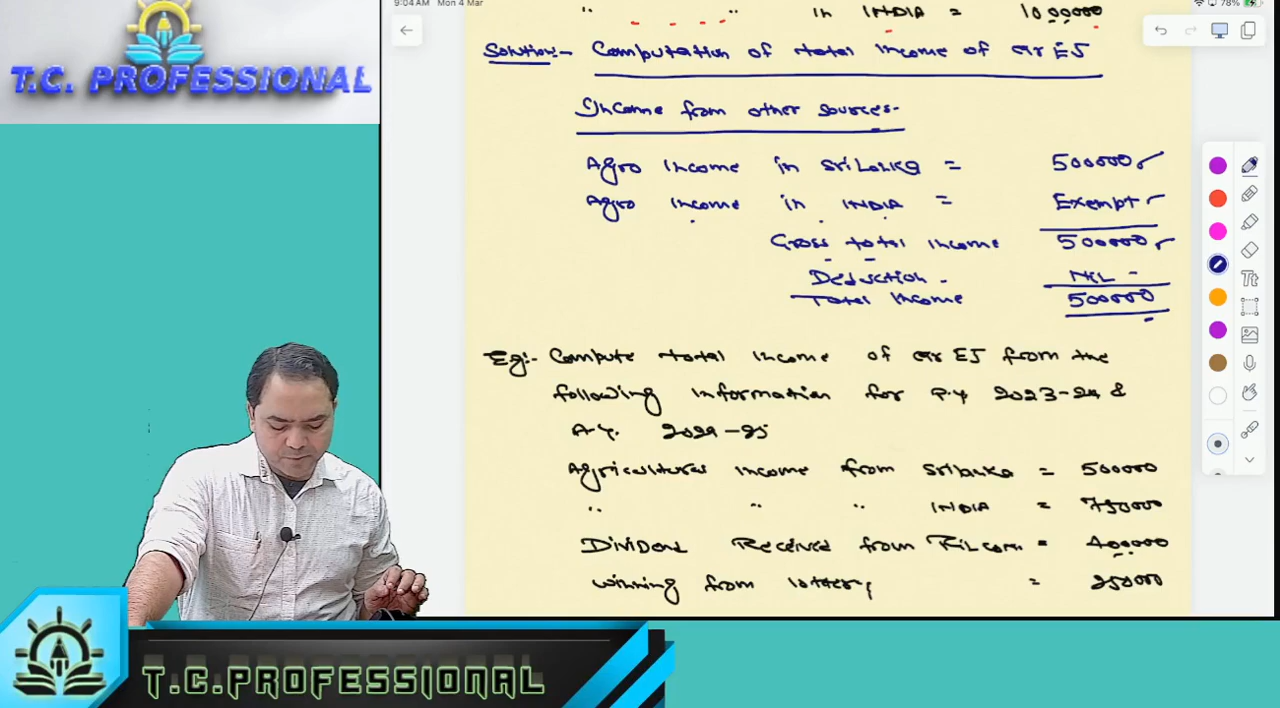 9:04 AM Mon 4 Mar
78%
" " in INDIA = 1000000
T.C. PROFESSIONAL
Solution:- Computation of total income of Mr EJ
Income from other sources-
Agro income in Srilanka = 500000
Agro income in INDIA = Exempt
Gross total income 500000
Deduction - NIL -
Total income 500000
Eg:- Compute total income of Mr EJ from the
following information for P.Y 2023-24 &
A.Y. 2024-25
Agricultural income from Srilanka = 500000
" " " INDIA = 750000
Dividend Received from RIL com = 400000
winning from lottery = 250000
T.C.PROFESSIONAL